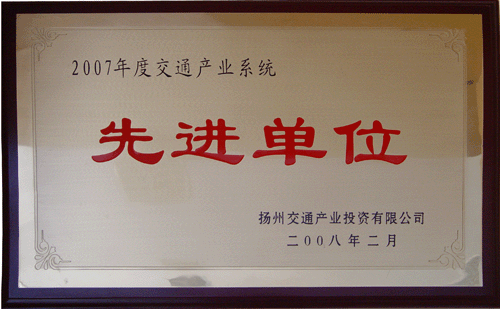 2007年度交通产业系统
先进单位
扬州交通产业投资有限公司
二00八年二月